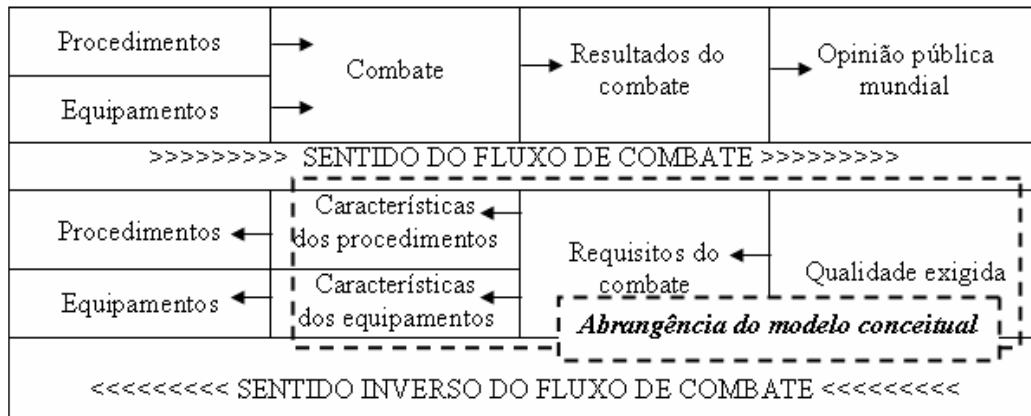 Procedimentos
Equipamentos
Combate
Resultados do
combate
Opinião pública
mundial
>>>>>>>>> SENTIDO DO FLUXO DE COMBATE >>>>>>>>>
Procedimentos
Equipamentos
Características
dos procedimentos
Características
dos equipamentos
Requisitos do
combate
Qualidade exigida
Abrangência do modelo conceitual
<<<<<<<<< SENTIDO INVERSO DO FLUXO DE COMBATE <<<<<<<<<